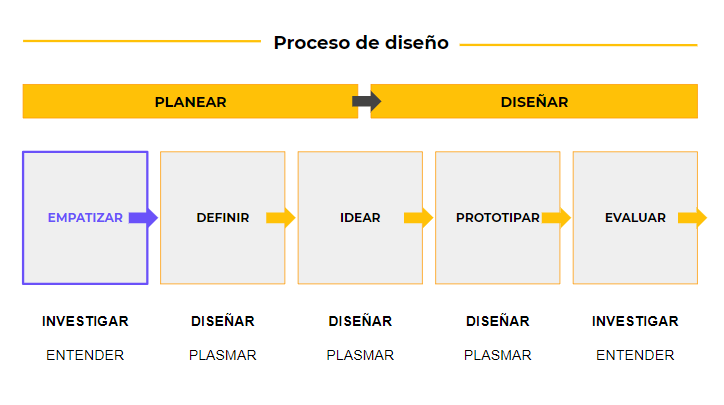 Proceso de diseño
PLANEAR
DISEÑAR
EMPATIZAR
DEFINIR
IDEAR
PROTOTIPAR
EVALUAR
INVESTIGAR
DISEÑAR
DISEÑAR
DISEÑAR
INVESTIGAR
ENTENDER
PLASMAR
PLASMAR
PLASMAR
ENTENDER